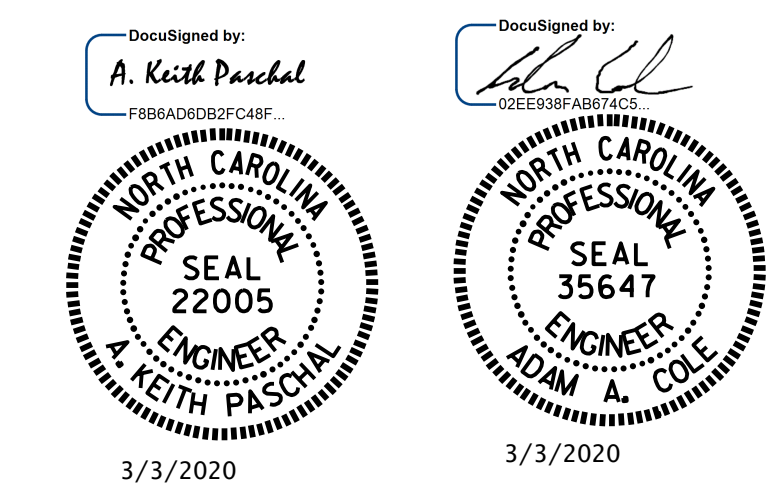 DocuSigned by:
A. Keith Paschal
F8B6AD6DB2FC48F...
NORTH CAROLINA
PROFESSIONAL
SEAL
22005
ENGINEER
A. KEITH PASCHAL
3/3/2020
DocuSigned by:
02EE938FAB674C5...
NORTH CAROLINA
PROFESSIONAL
SEAL
35647
ENGINEER
ADAM A. COLE
3/3/2020